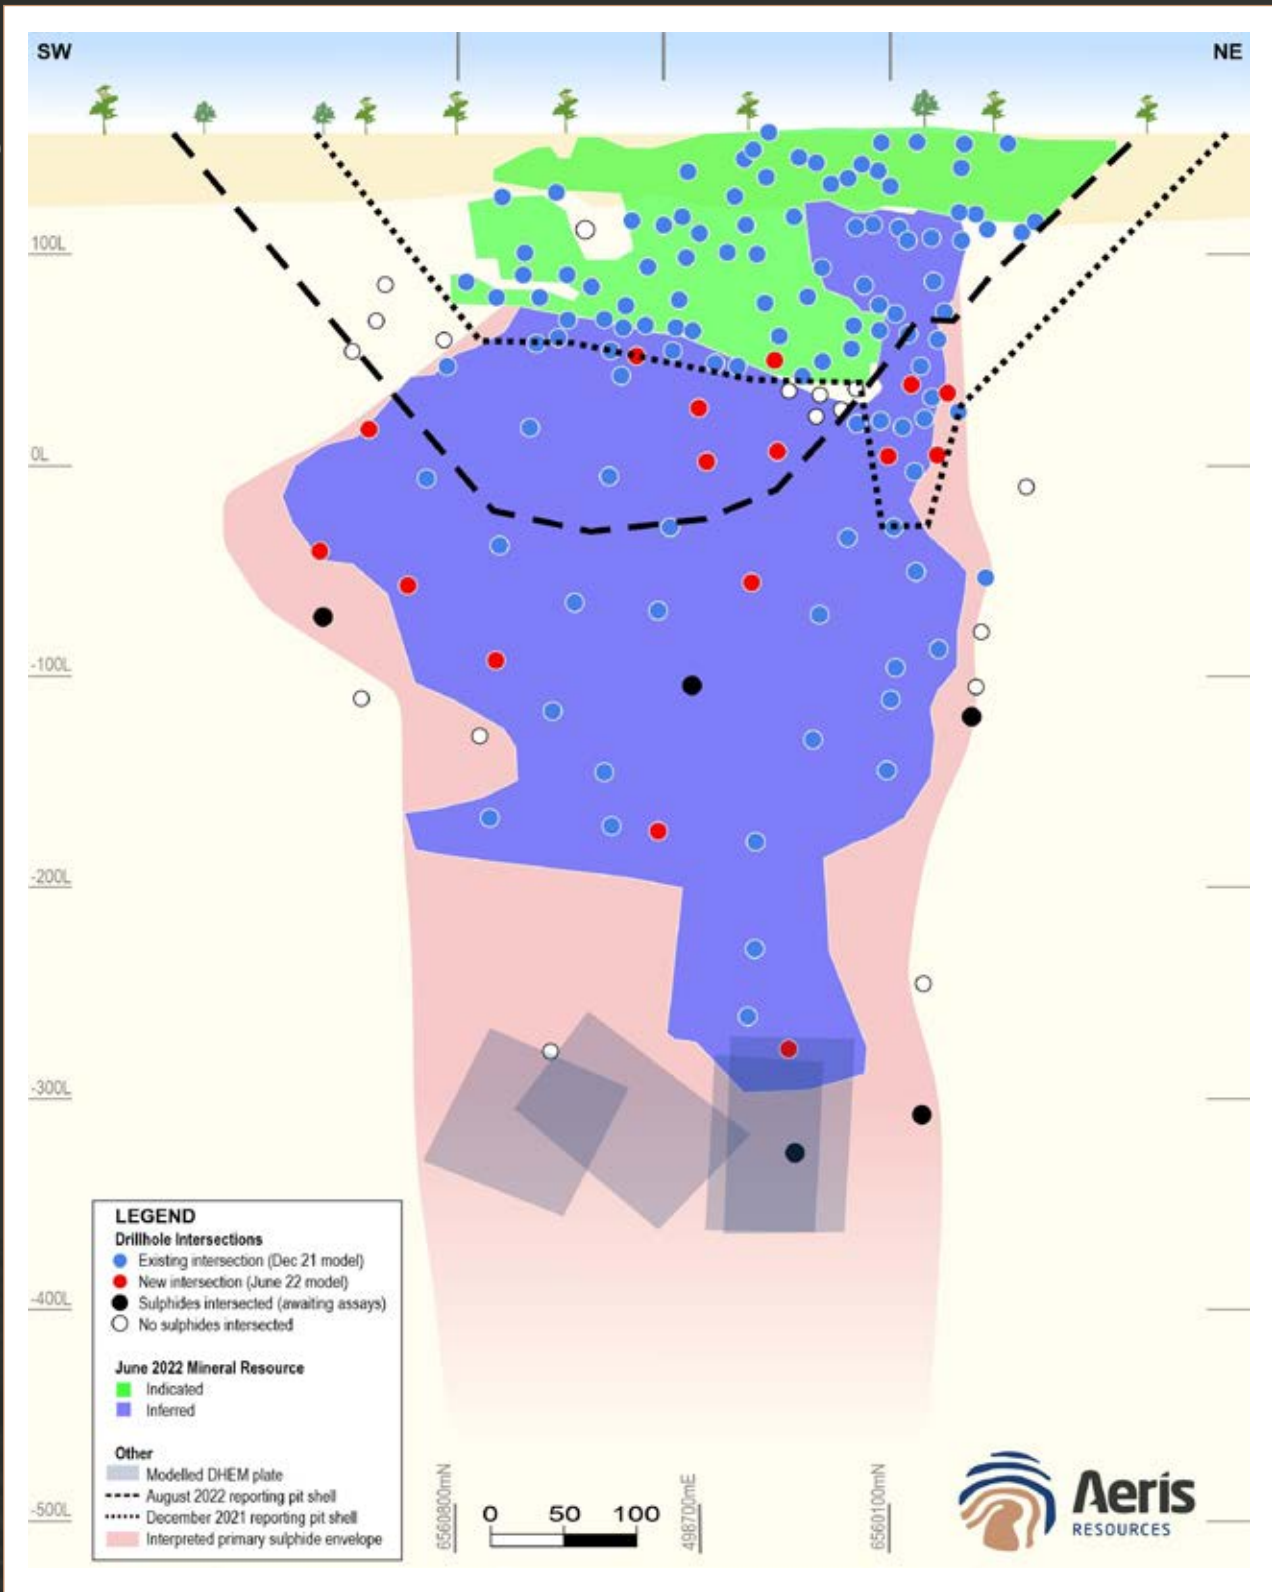 SW
NE
100L
0L
-100L
-200L
-300L
-400L
-500L
LEGEND
Drillhole Intersections
Existing intersection (Dec 21 model)
New intersection (June 22 model)
Sulphides intersected (awaiting assays)
No sulphides intersected
June 2022 Mineral Resource
Indicated
Inferred
Other
Modelled DHEM plate
August 2022 reporting pit shell
December 2021 reporting pit shell
Interpreted primary sulphide envelope
6560800mN
0 50 100
498700mE
6560100mN
Aeris
RESOURCES